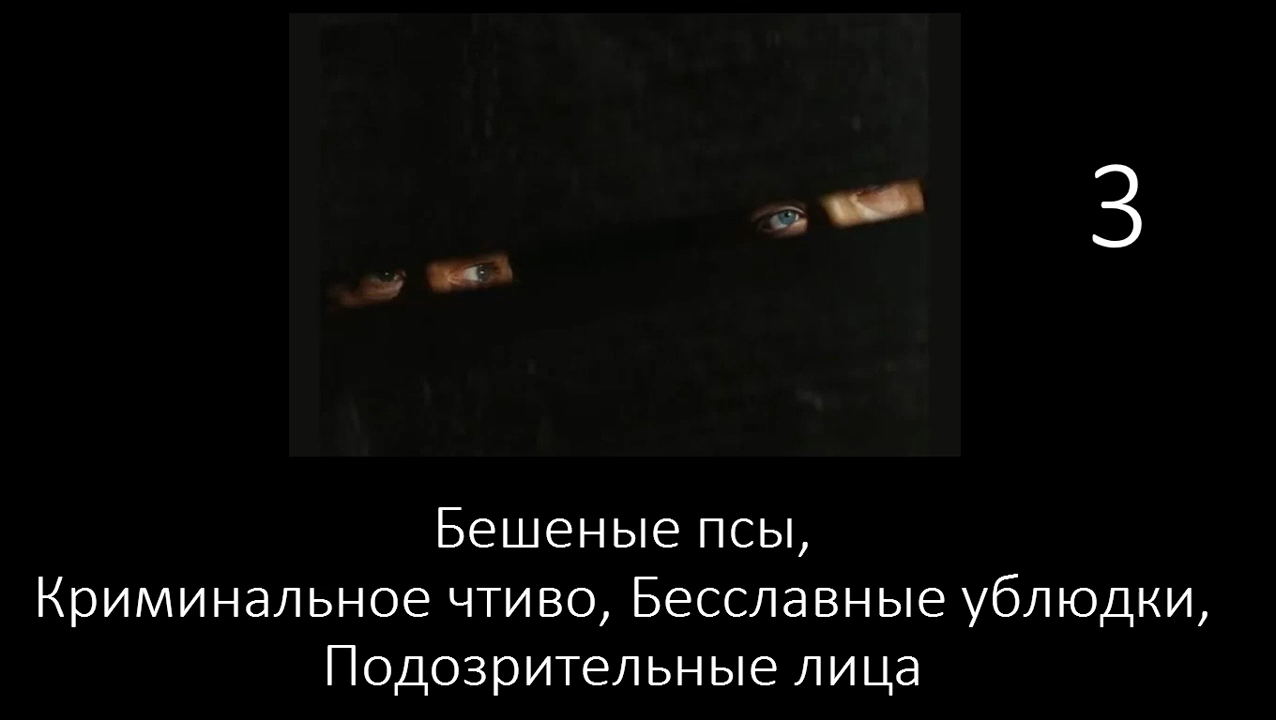 3
Бешеные псы,
Криминальное чтиво, Бесславные ублюдки,
Подозрительные лица